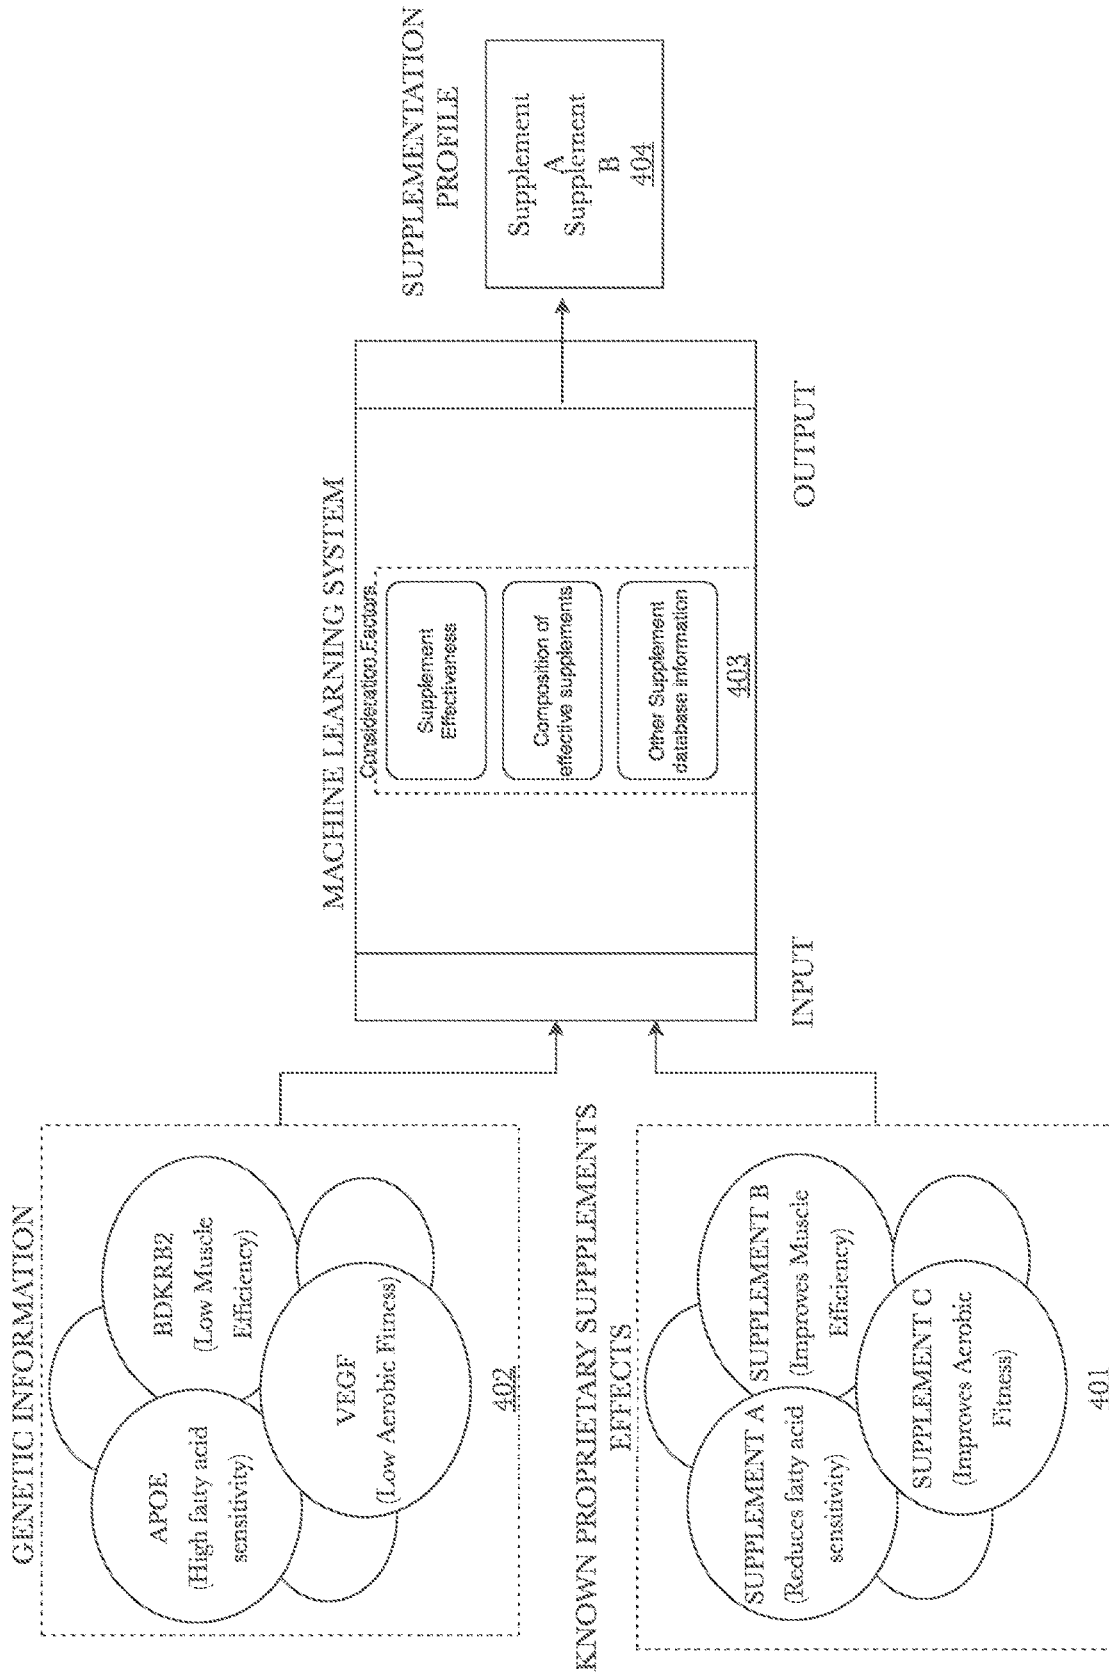 GENETIC INFORMATION
APOE
(High fatty acid
sensitivity)
BDKRB2
(Low Muscle
Efficiency)
VEGF
(Low Aerobic Fitness)
402
KNOWN PROPRIETARY SUPPPLEMENTS
EFFECTS
SUPPLEMENT A
(Reduces fatty acid
sensitivity)
SUPPLEMENT B
(Improves Muscle
Efficiency)
SUPPLEMENT C
(Improves Aerobic
Fitness)
401
MACHINE LEARNING SYSTEM
Consideration Factors
Supplement
Effectiveness
Composition of
effective supplements
Other Supplement
database information
403
INPUT
OUTPUT
SUPPLEMENTATION
PROFILE
Supplement
A
Supplement
B
404